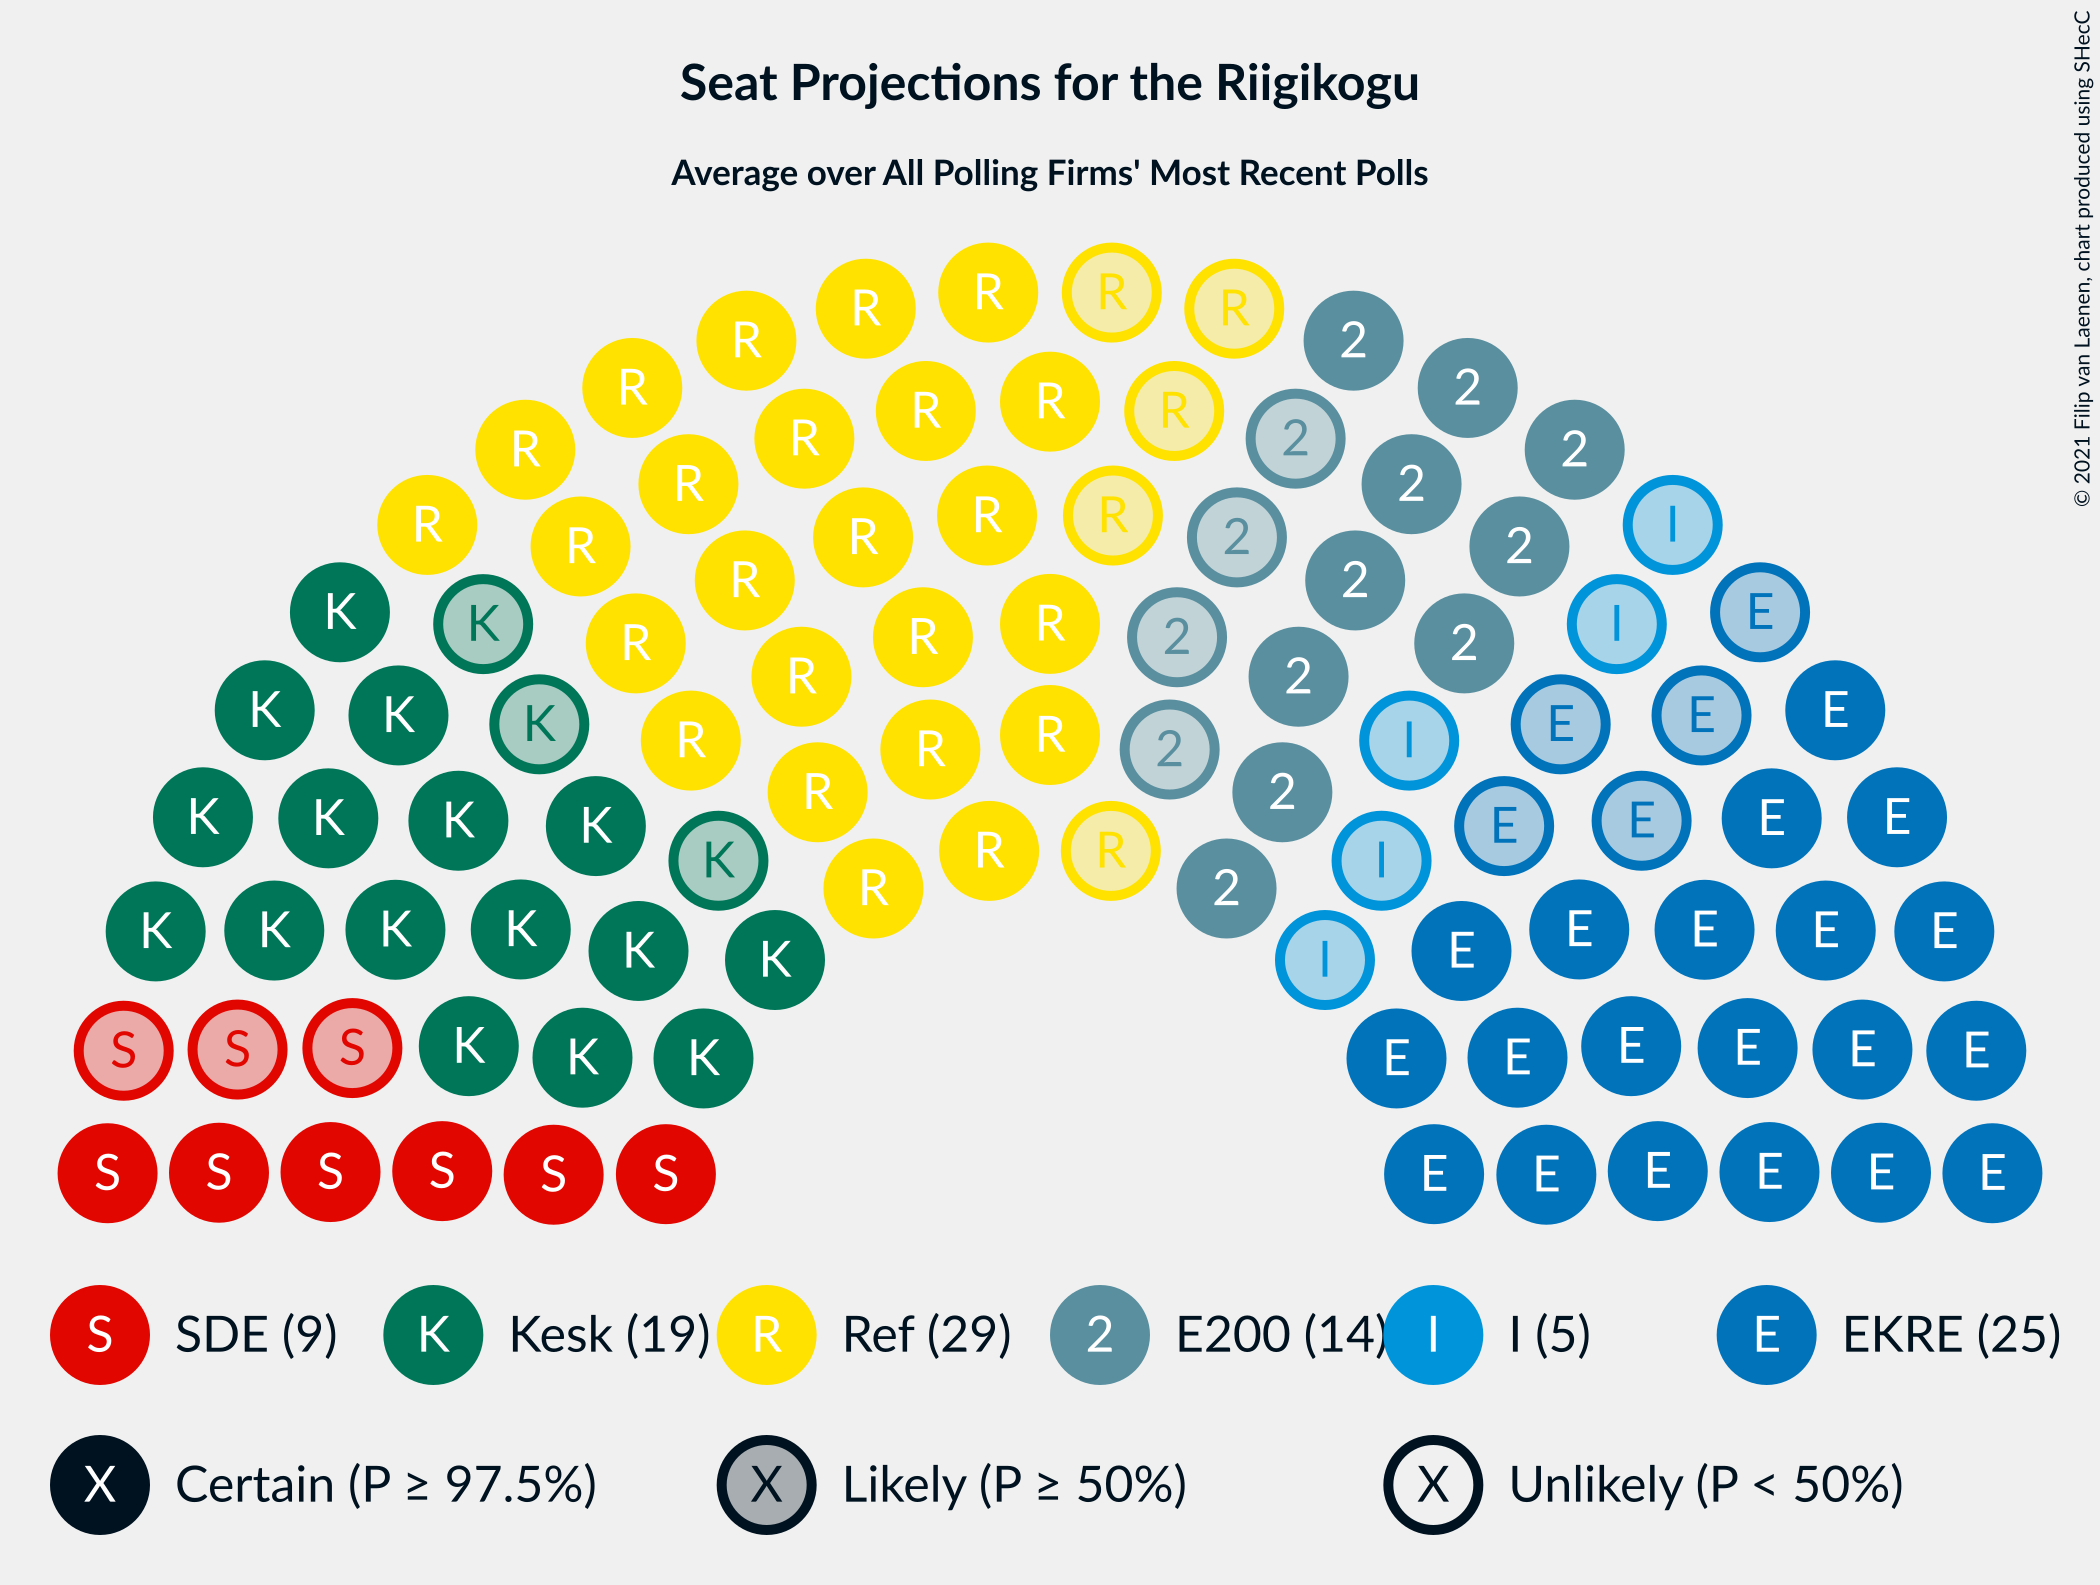 Seat Projections for the Riigikogu
Average over All Polling Firms' Most Recent Polls
© 2021 Filip van Laenen, chart produced using SHecC
R R
R R
R 2
R 2
R R R
R 2
R 2
R 2
R R
R I
R 2
R 2
R 2
K E
K R I
R 2
R 2
R 2
K K E E
K E
R R I
R 2
R 2
K K K K E E E E
R R
K I
R 2
K K K K E E E E
K E
K I
S S S K K K E E E E E E
S S S S S S E E E E E E
S SDE (9) K Kesk (19) R Ref (29) 2 E200 (14) I I (5) E EKRE (25)
X Certain (P ≥ 97.5%) X Likely (P ≥ 50%) X Unlikely (P < 50%)